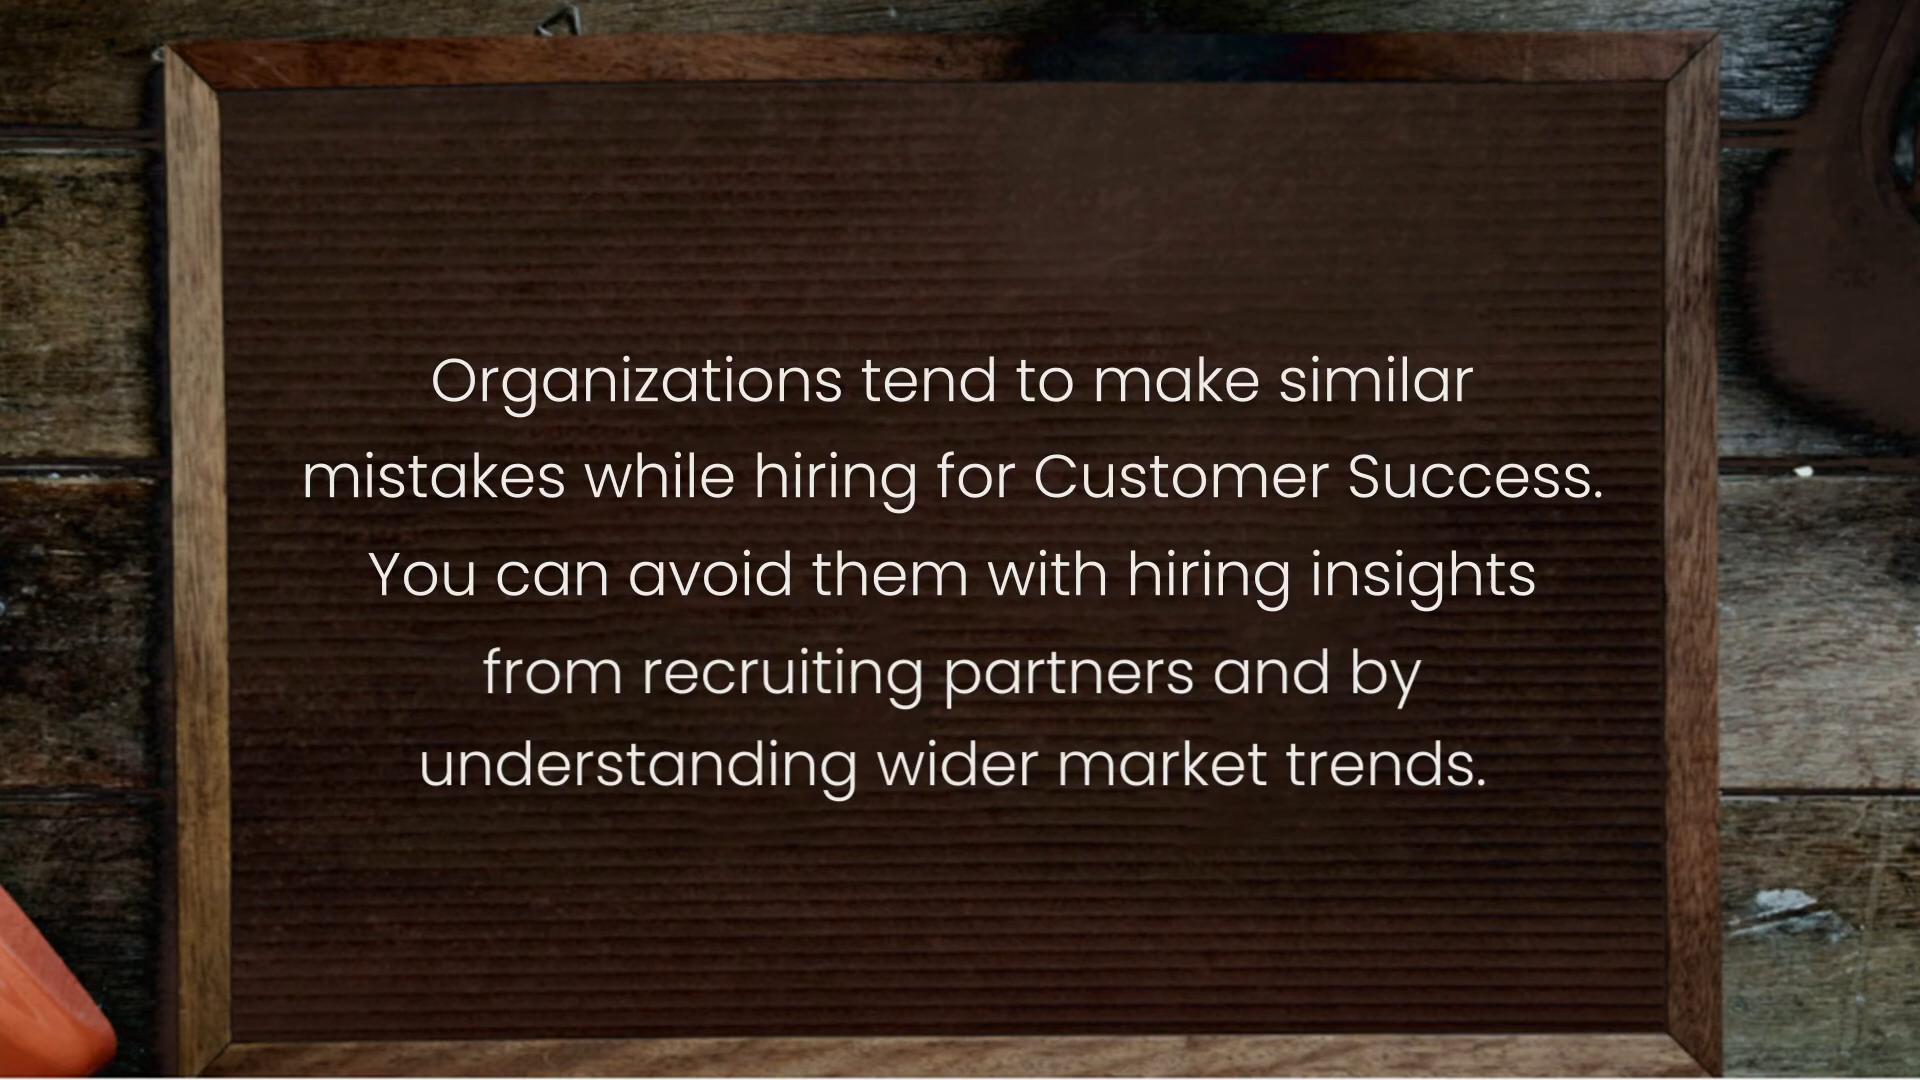 Organizations tend to make similar
mistakes while hiring for Customer Success.
You can avoid them with hiring insights
from recruiting partners and by
understanding wider market trends.